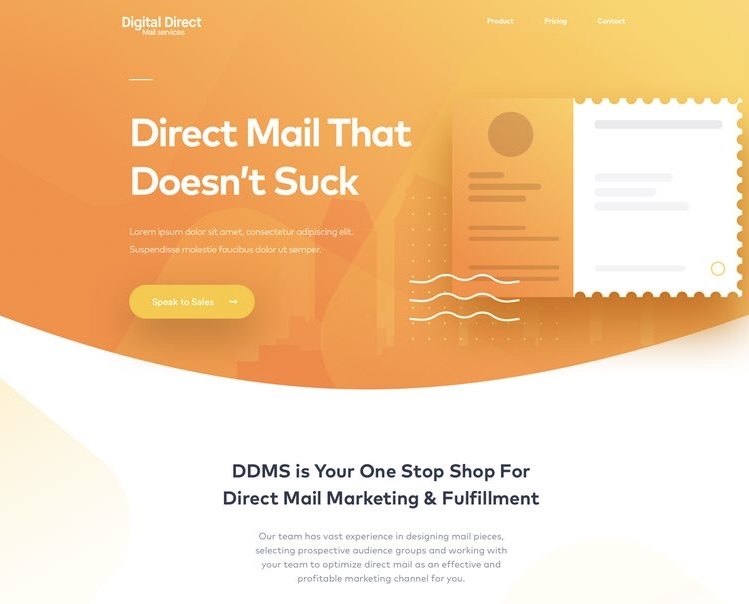 Digital Direct
Mail services
Product Pricing Contact
Direct Mail That
Doesn't Suck
Lorem ipsum dolor sit amet, consectetur adipiscing elit.
Suspendisse molestie faucibus dolor ut semper.
Speak to Sales →
DDMS is Your One Stop Shop For
Direct Mail Marketing & Fulfillment
Our team has vast experience in designing mail pieces,
selecting prospective audience groups and working with
your team to optimize direct mail as an effective and
profitable marketing channel for you.